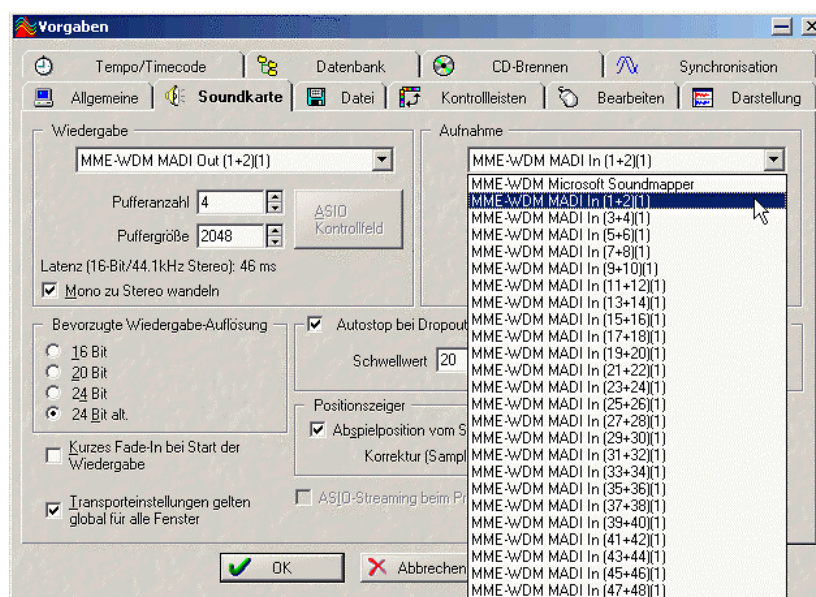 Vorgaben
Tempo/Timecode
Datenbank
CD-Brennen
Synchronisation
Allgemeine
Soundkarte
Datei
Kontrolleisten
Bearbeiten
Darstellung
Wiedergabe
MME-WDM MADI Out (1+2)(1)
Pufferanzahl 4
Puffergröße 2048
ASIO
Kontrollfeld
Latenz (16-Bit/44.1kHz Stereo): 46 ms
Mono zu Stereo wandeln
Bevorzugte Wiedergabe-Auflösung
16 Bit
20 Bit
24 Bit
24 Bit alt.
Kurzes Fade-In bei Start der
Wiedergabe
Transporteinstellungen gelten
global für alle Fenster
Autostop bei Dropout
Schwellwert 20
Positionszeiger
Abspielposition vom S
Korrektur (Sampl
ASIO-Streaming beim Pr
Aufnahme
MME-WDM MADI In (1+2)(1)
MME-WDM Microsoft Soundmapper
MME-WDM MADI In (1+2)(1)
MME-WDM MADI In (3+4)(1)
MME-WDM MADI In (5+6)(1)
MME-WDM MADI In (7+8)(1)
MME-WDM MADI In (9+10)(1)
MME-WDM MADI In (11+12)(1)
MME-WDM MADI In (13+14)(1)
MME-WDM MADI In (15+16)(1)
MME-WDM MADI In (17+18)(1)
MME-WDM MADI In (19+20)(1)
MME-WDM MADI In (21+22)(1)
MME-WDM MADI In (23+24)(1)
MME-WDM MADI In (25+26)(1)
MME-WDM MADI In (27+28)(1)
MME-WDM MADI In (29+30)(1)
MME-WDM MADI In (31+32)(1)
MME-WDM MADI In (33+34)(1)
MME-WDM MADI In (35+36)(1)
MME-WDM MADI In (37+38)(1)
MME-WDM MADI In (39+40)(1)
MME-WDM MADI In (41+42)(1)
MME-WDM MADI In (43+44)(1)
MME-WDM MADI In (45+46)(1)
MME-WDM MADI In (47+48)(1)
OK
Abbrechen